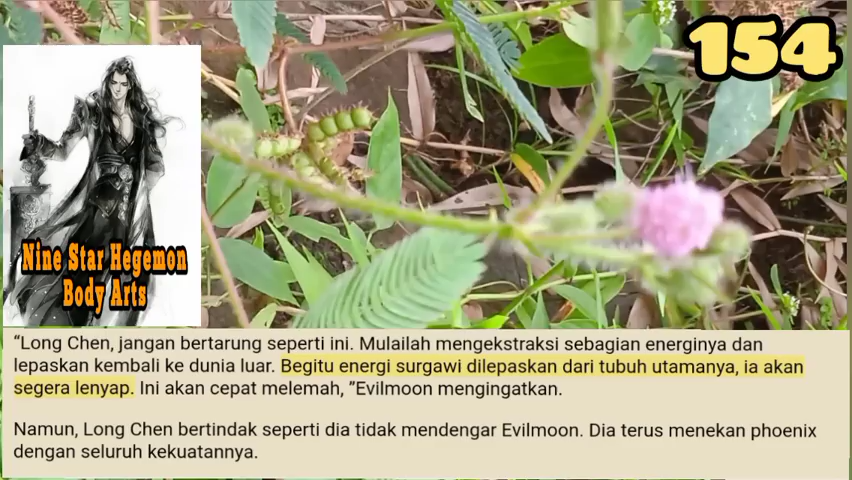 154
Nine Star Hegemon
Body Arts
“Long Chen, jangan bertarung seperti ini. Mulailah mengekstraksi sebagian energinya dan
lepaskan kembali ke dunia luar. Begitu energi surgawi dilepaskan dari tubuh utamanya, ia akan
segera lenyap. Ini akan cepat melemah, ”Evilmoon mengingatkan.
Namun, Long Chen bertindak seperti dia tidak mendengar Evilmoon. Dia terus menekan phoenix
dengan seluruh kekuatannya.